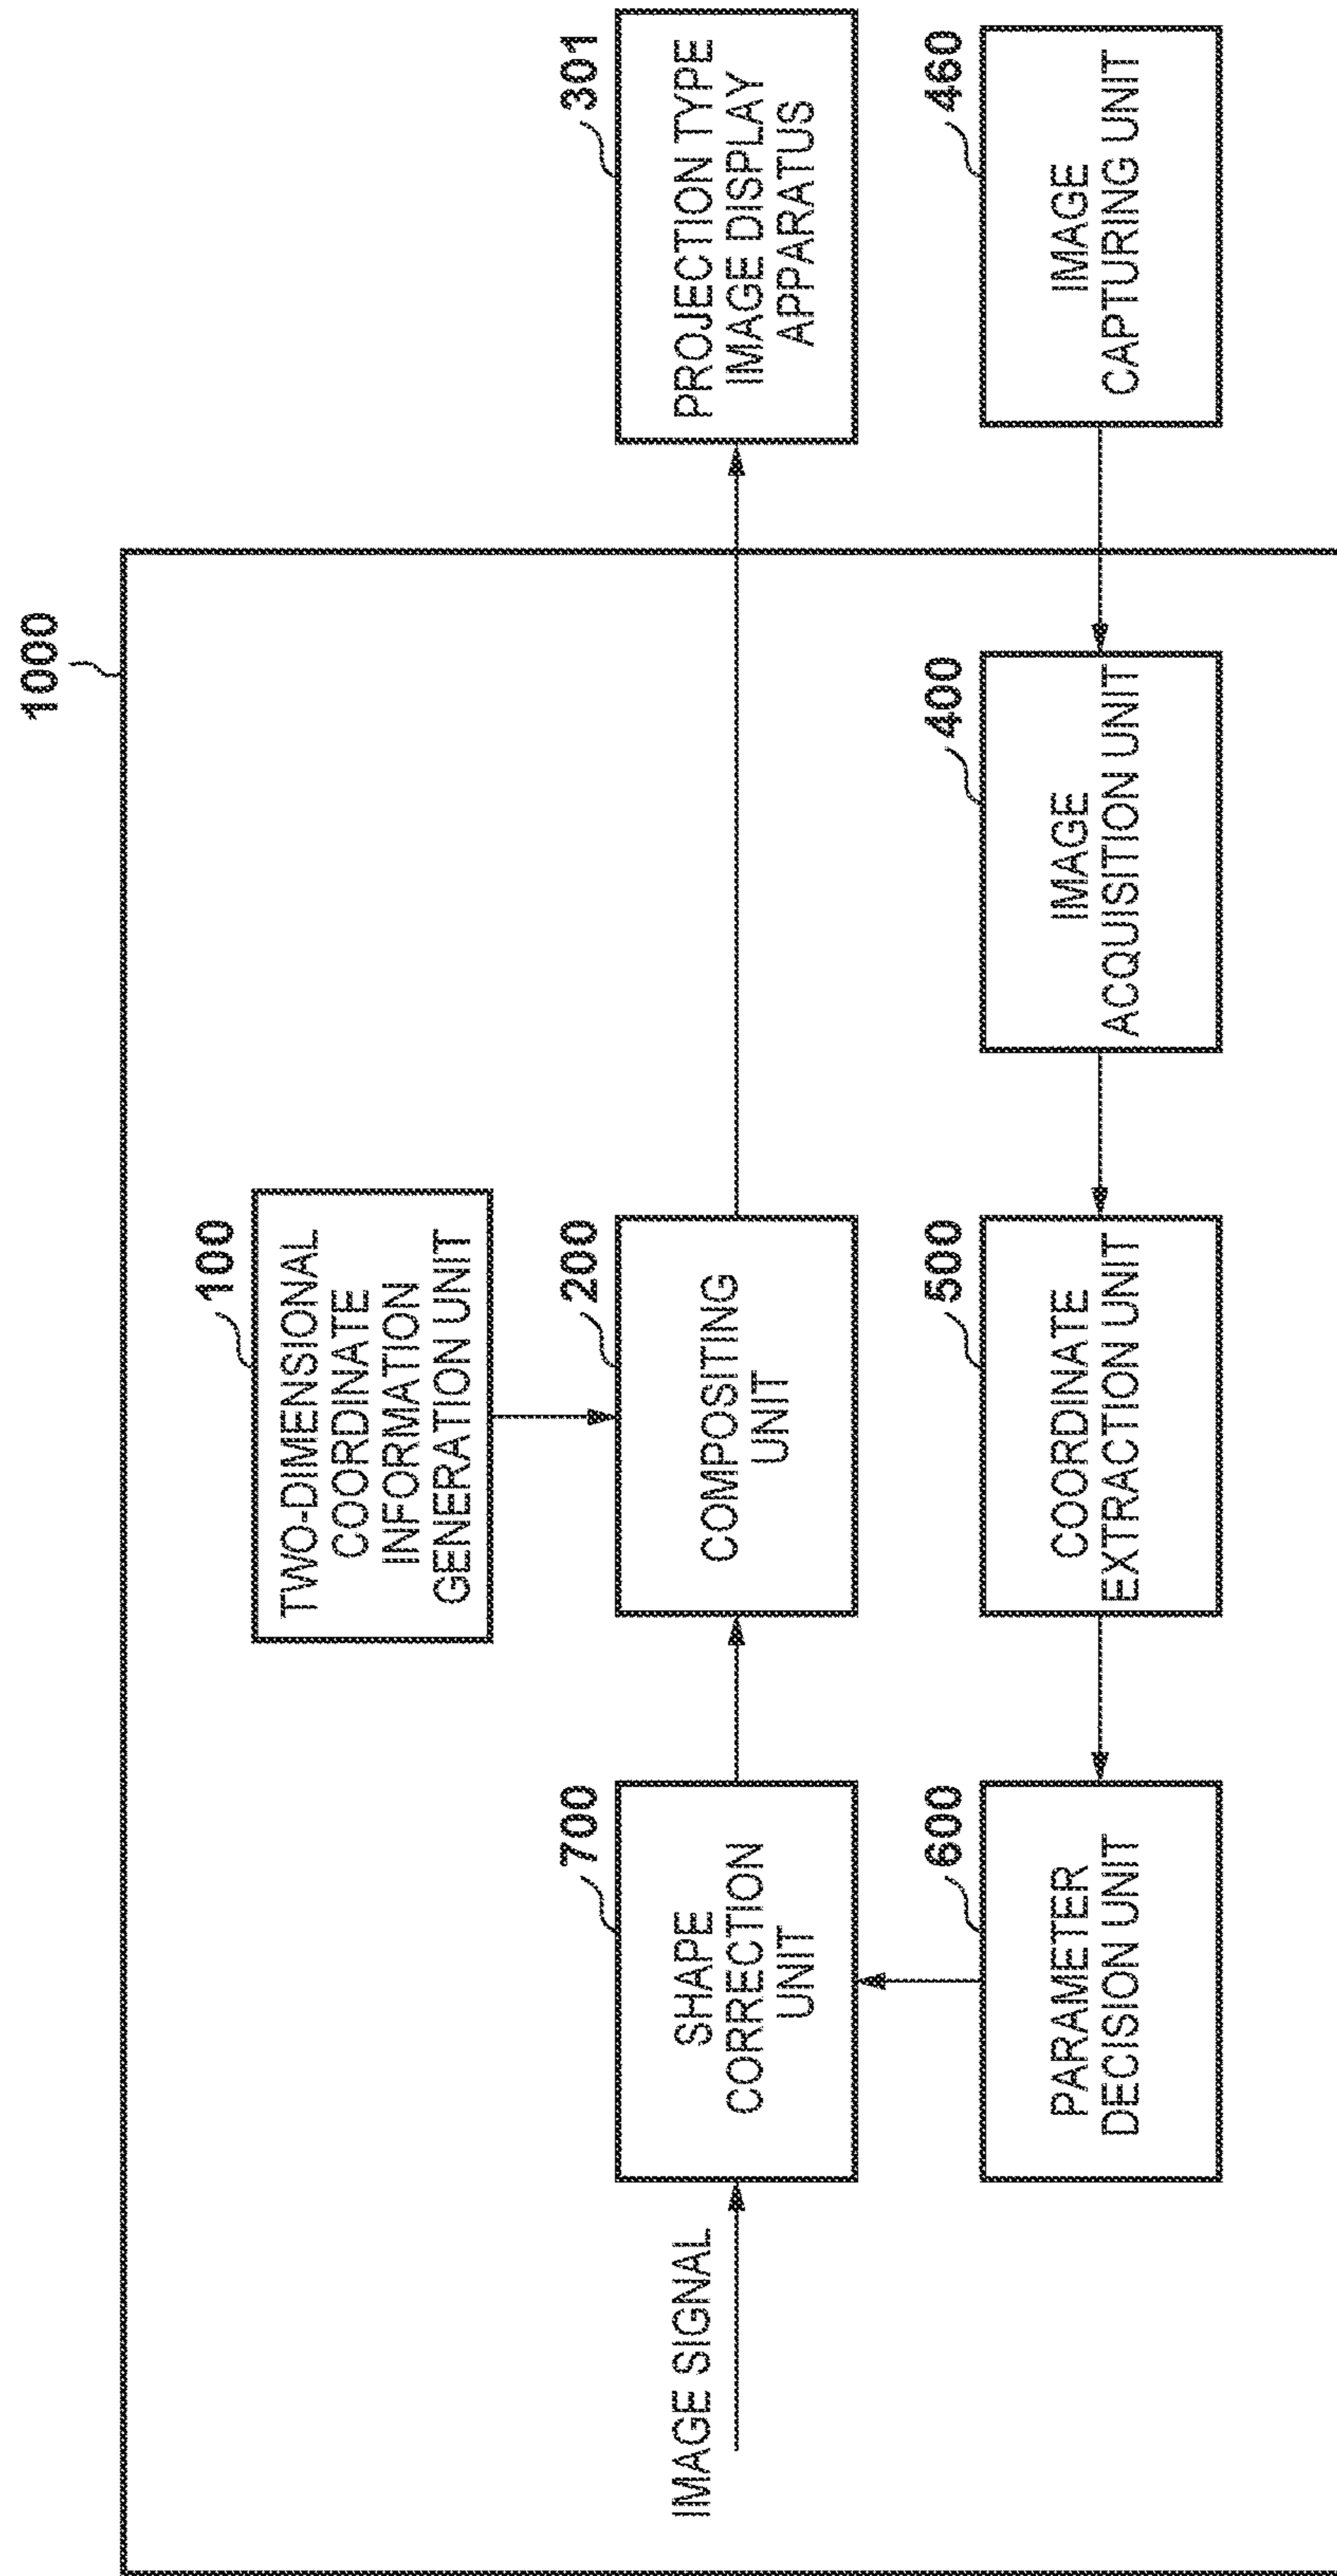 1000
100
TWO-DIMENSIONAL
COORDINATE
INFORMATION
GENERATION UNIT
IMAGE SIGNAL
700
SHAPE
CORRECTION
UNIT
200
COMPOSITING
UNIT
301
PROJECTION TYPE
IMAGE DISPLAY
APPARATUS
600
PARAMETER
DECISION UNIT
500
COORDINATE
EXTRACTION UNIT
400
IMAGE
ACQUISITION UNIT
460
IMAGE
CAPTURING UNIT